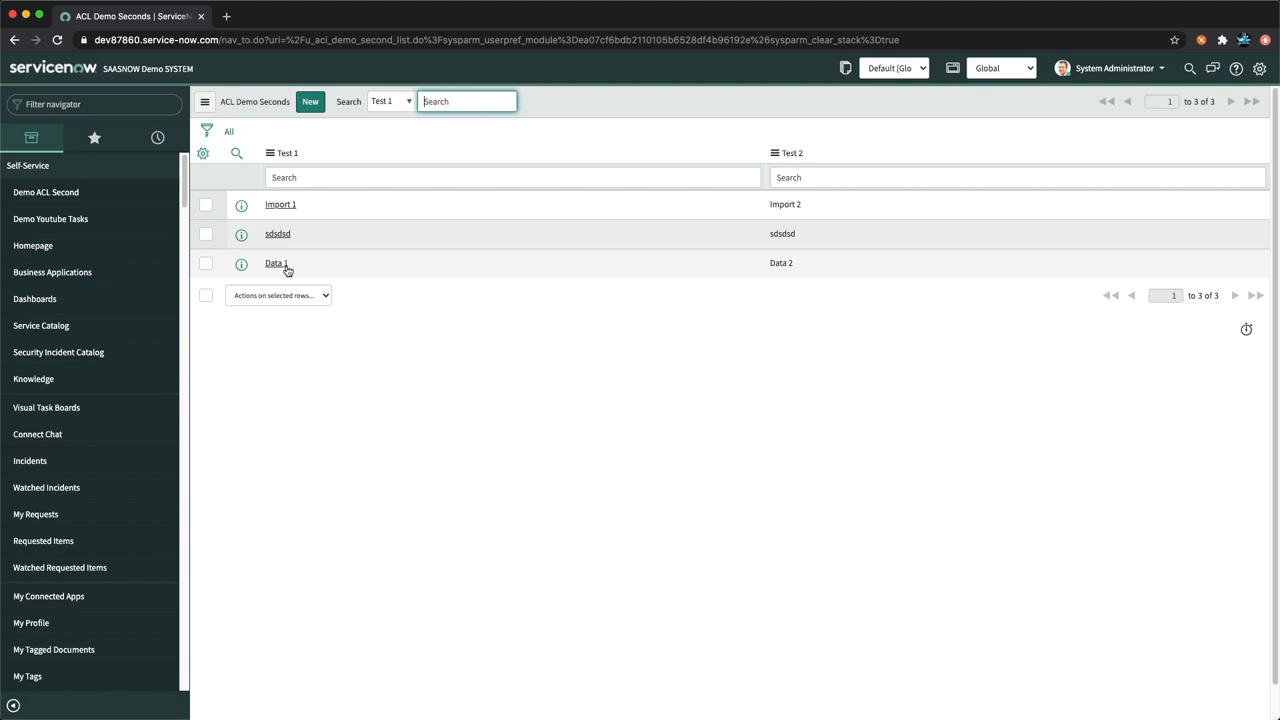 ACL Demo Seconds | ServiceN
dev87860.service-now.com/nav_to.do?uri=%2Fu_acl_demo_second_list.do%3Fsysparm_userpref_module%3Dea07cf6bdb2110105b6528df4b96192e%26sysparm_clear_stack%3Dtrue
servicenow SAASNOW Demo SYSTEM
Default [Glo
Global
System Administrator
Filter navigator
ACL Demo Seconds New Search Test 1 Search
1 to 3 of 3
All
Test 1 Test 2
Search Search
Import 1 Import 2
sdsdsd sdsdsd
Data 1 Data 2
Actions on selected rows...
1 to 3 of 3
Self-Service
Demo ACL Second
Demo Youtube Tasks
Homepage
Business Applications
Dashboards
Service Catalog
Security Incident Catalog
Knowledge
Visual Task Boards
Connect Chat
Incidents
Watched Incidents
My Requests
Requested Items
Watched Requested Items
My Connected Apps
My Profile
My Tagged Documents
My Tags